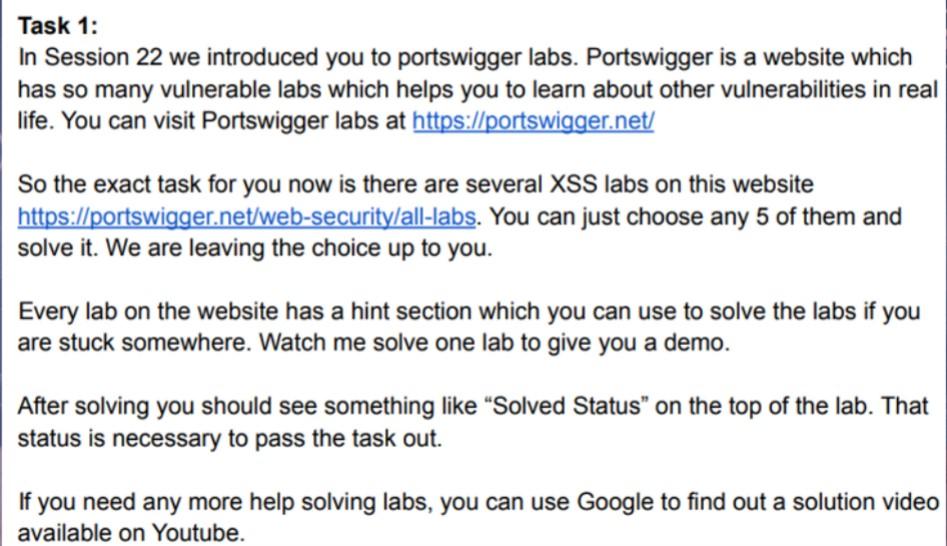 Task 1:
In Session 22 we introduced you to portswigger labs. Portswigger is a website which
has so many vulnerable labs which helps you to learn about other vulnerabilities in real
life. You can visit Portswigger labs at https://portswigger.net/
So the exact task for you now is there are several XSS labs on this website
https://portswigger.net/web-security/all-labs. You can just choose any 5 of them and
solve it. We are leaving the choice up to you.
Every lab on the website has a hint section which you can use to solve the labs if you
are stuck somewhere. Watch me solve one lab to give you a demo.
After solving you should see something like “Solved Status” on the top of the lab. That
status is necessary to pass the task out.
If you need any more help solving labs, you can use Google to find out a solution video
available on Youtube.